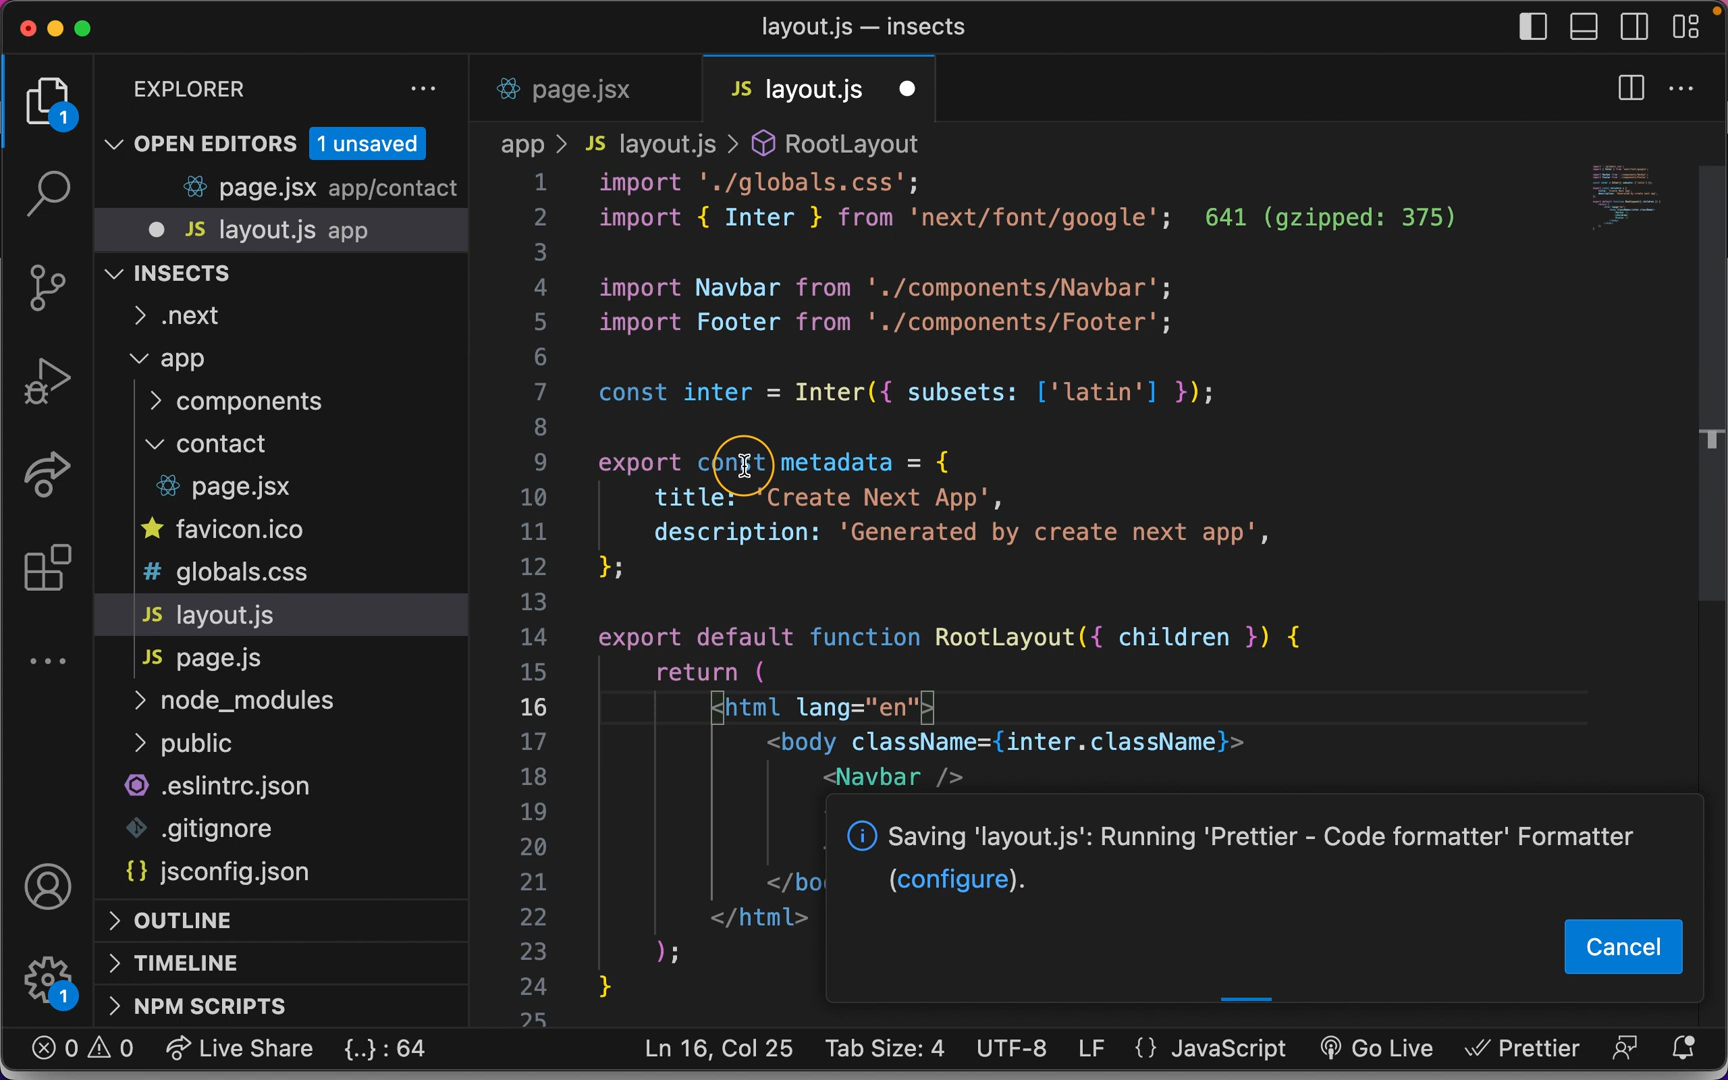 layout.js — insects
EXPLORER
1
OPEN EDITORS 1 unsaved
page.jsx app/contact
JS layout.js app
INSECTS
.next
app
components
contact
page.jsx
favicon.ico
# globals.css
JS layout.js
JS page.js
node_modules
public
.eslintrc.json
.gitignore
{} jsconfig.json
OUTLINE
TIMELINE
NPM SCRIPTS
1
page.jsx
JS layout.js
app > JS layout.js > RootLayout
1 import './globals.css';
2 import { Inter } from 'next/font/google'; 641 (gzipped: 375)
3
4 import Navbar from './components/Navbar';
5 import Footer from './components/Footer';
6
7 const inter = Inter({ subsets: ['latin'] });
8
9 export const metadata = {
10 title: 'Create Next App',
11 description: 'Generated by create next app',
12 };
13
14 export default function RootLayout({ children }) {
15 return (
16 <html lang="en">
17 <body className={inter.className}>
18 <Navbar />
19
20
21 </bo
22 </html>
23 );
24 }
25
Saving 'layout.js': Running 'Prettier - Code formatter' Formatter
(configure).
Cancel
0 0 Live Share {..} : 64 Ln 16, Col 25 Tab Size: 4 UTF-8 LF {} JavaScript Go Live Prettier